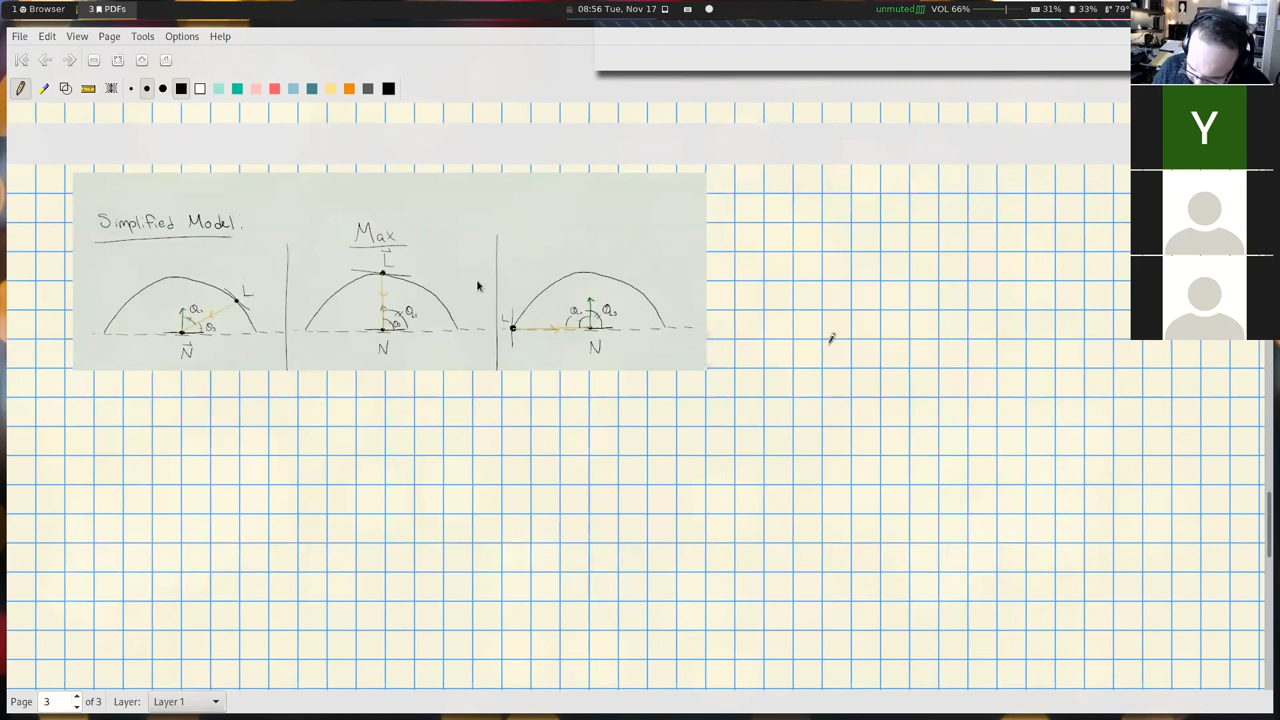 1 Browser 3 PDFs 08:56 Tue, Nov 17 unmuted VOL 66% 31% 33% 79°
File Edit View Page Tools Options Help
Y
Simplified Model:
Max
L L L
N N N
Page 3 of 3 Layer: Layer 1